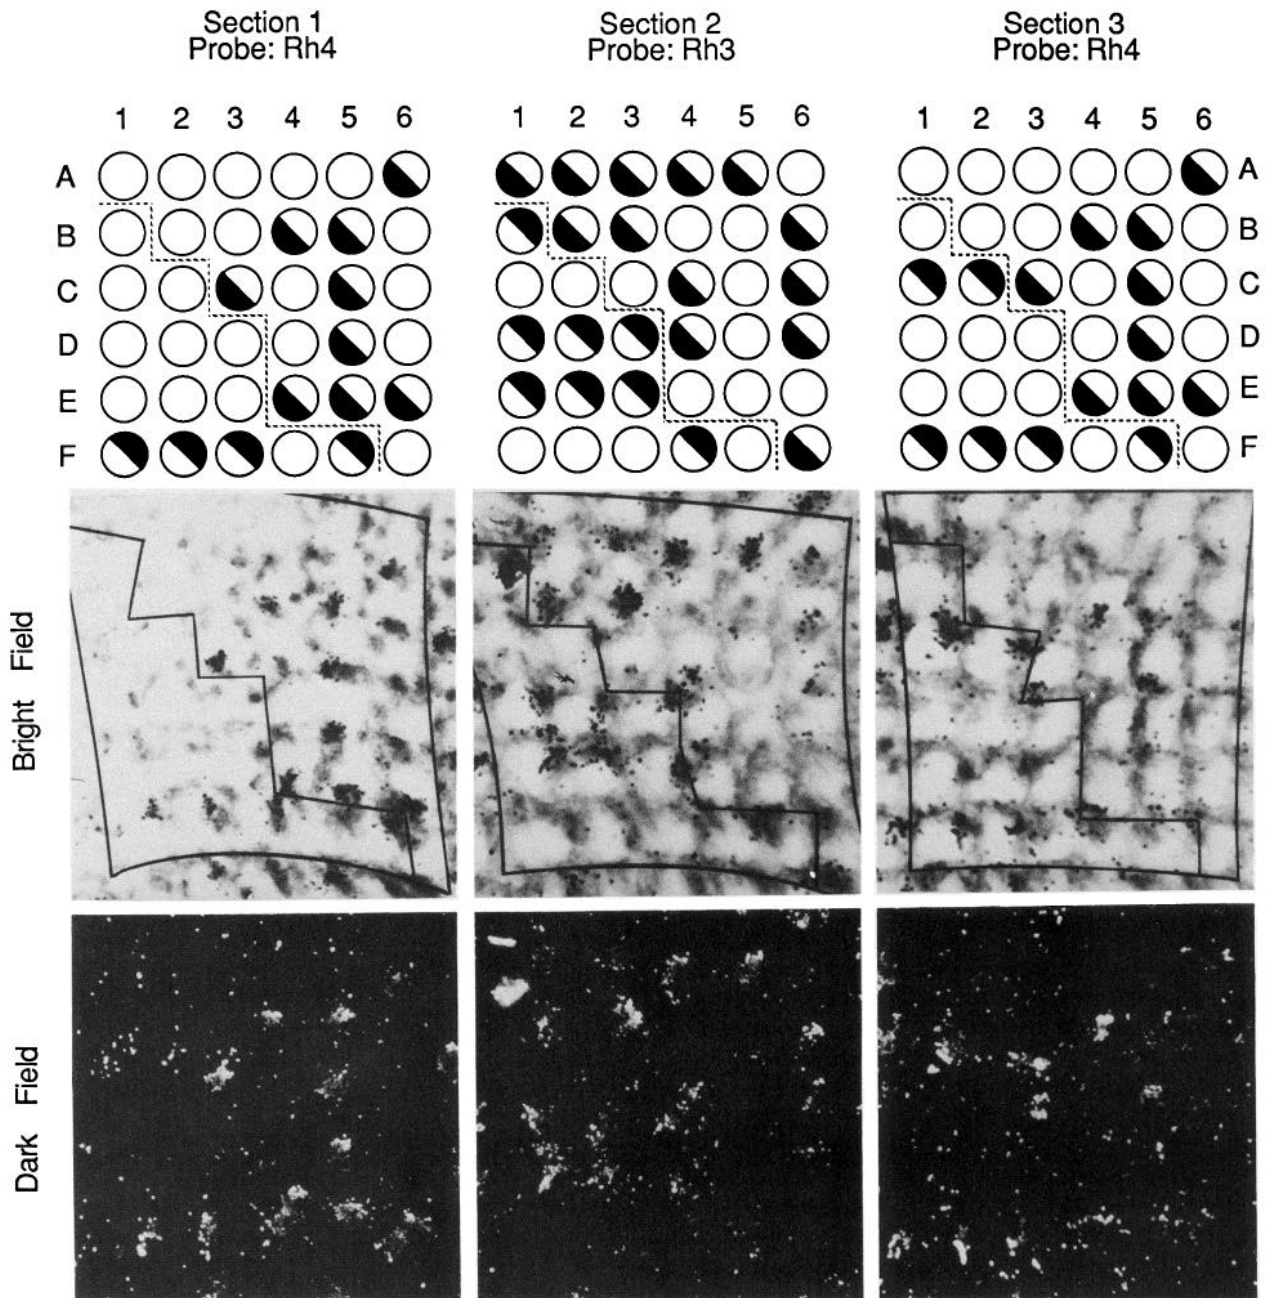 Section 1
Probe: Rh4
Section 2
Probe: Rh3
Section 3
Probe: Rh4
1 2 3 4 5 6
1 2 3 4 5 6
1 2 3 4 5 6
A
B
C
D
E
F
A
B
C
D
E
F
Bright Field
Dark Field